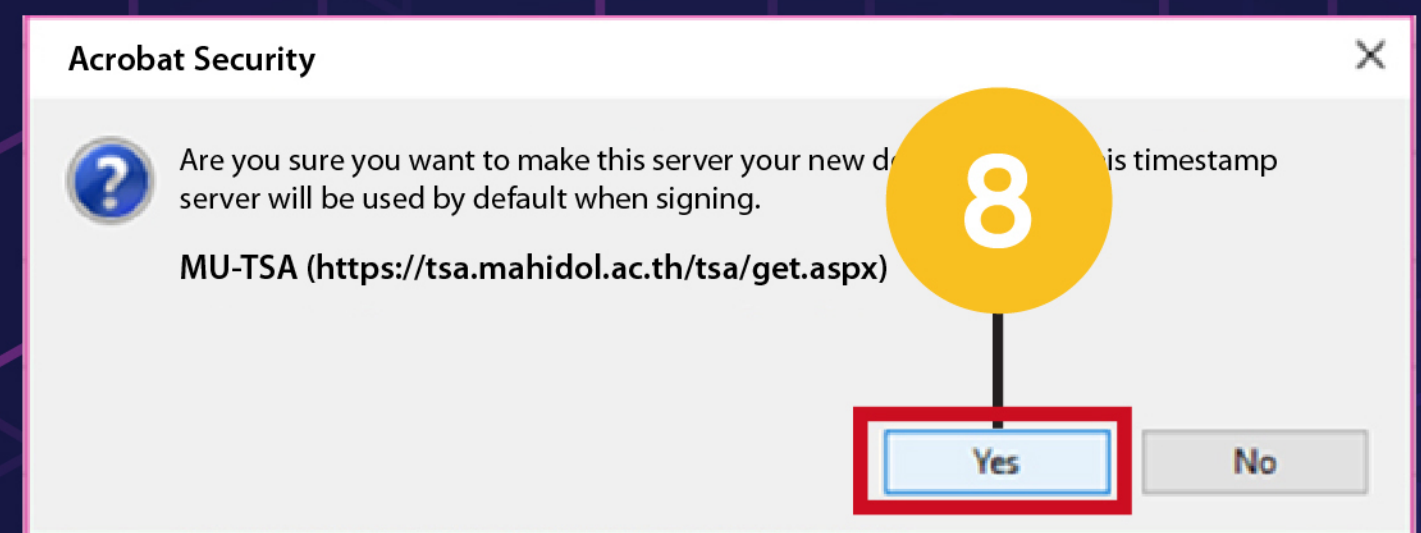 Acrobat Security
Are you sure you want to make this server your new is timestamp
server will be used by default when signing.
MU-TSA (https://tsa.mahidol.ac.th/tsa/get.aspx)
8
Yes
No